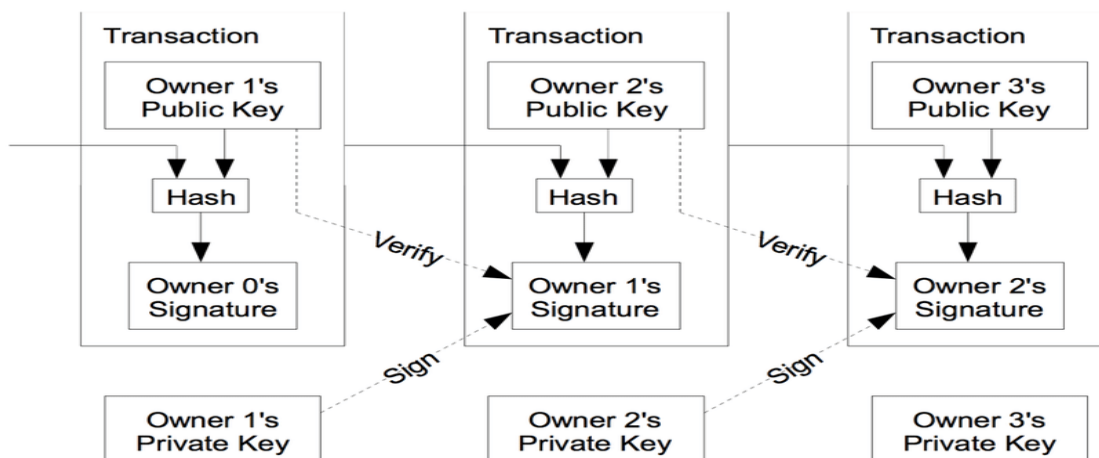 Transaction
Transaction
Transaction
Owner 1's
Public Key
Owner 2's
Public Key
Owner 3's
Public Key
Hash
Hash
Hash
Verify
Verify
Owner 0's
Signature
Owner 1's
Signature
Owner 2's
Signature
Sign
Sign
Owner 1's
Private Key
Owner 2's
Private Key
Owner 3's
Private Key